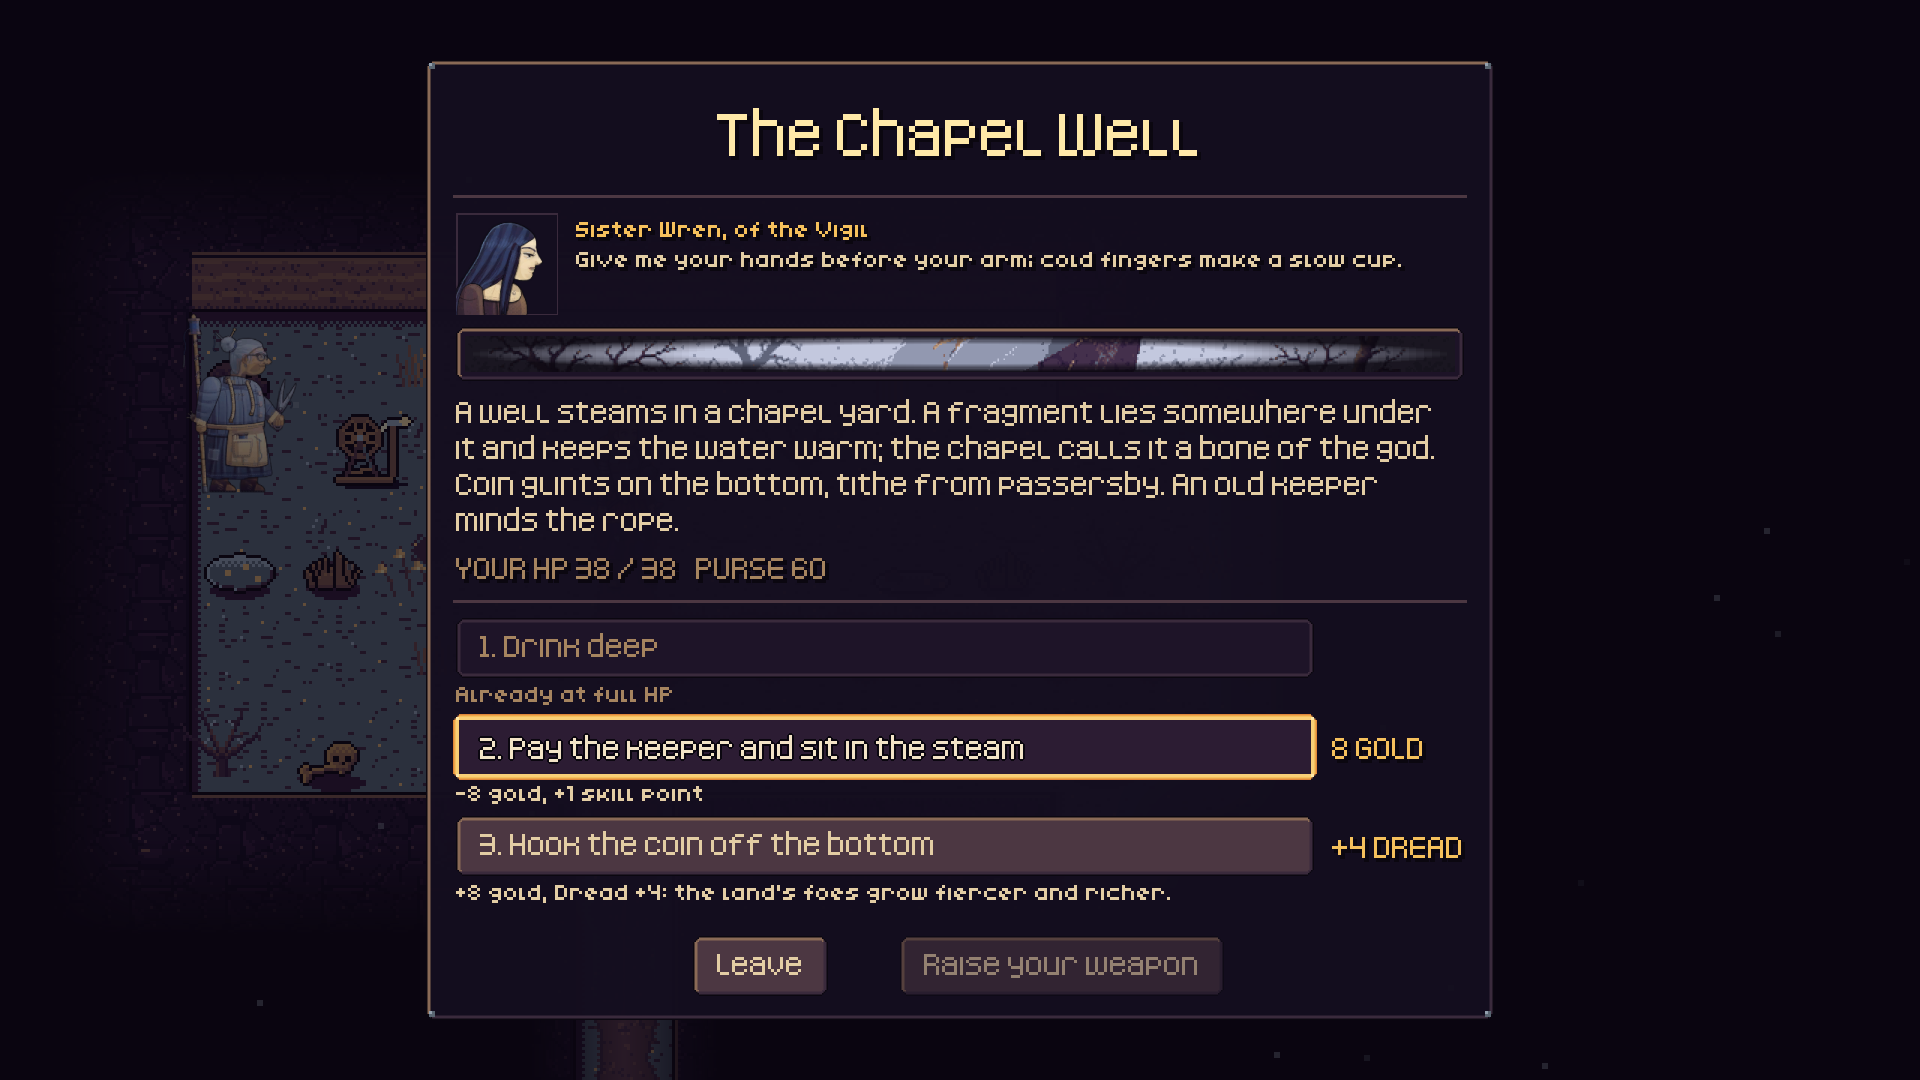 The Chapel Well
Sister Wren, of the Vigil
Give me your hands before your arm; cold fingers make a slow cup.
A well steams in a chapel yard. A fragment lies somewhere under
it and keeps the water warm; the chapel calls it a bone of the god.
Coin glints on the bottom, tithe from passersby. An old keeper
minds the rope.
YOUR HP 38 / 38 PURSE 60
1. Drink deep
Already at full HP
2. Pay the keeper and sit in the steam
8 GOLD
-8 gold, +1 skill point
3. Hook the coin off the bottom
+4 DREAD
+8 gold, Dread +4: the land's foes grow fiercer and richer.
Leave
Raise your weapon